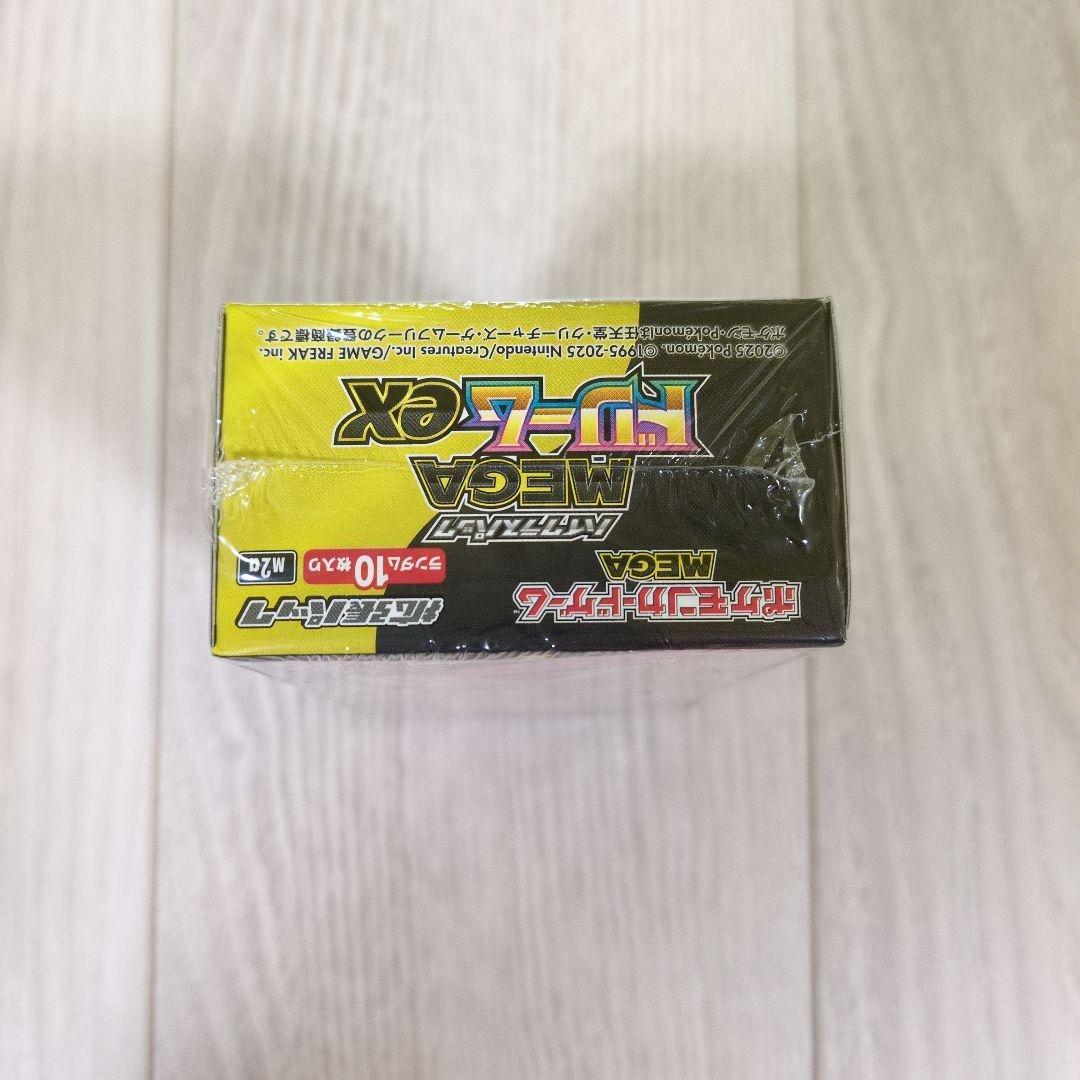 ポケモンカードゲーム™
MEGA
拡張パック
ランダム10枚入り
M2a
ハイクラスパック
MEGA
ドリームex
©2025 Pokémon. ©1995-2025 Nintendo/Creatures Inc./GAME FREAK inc.
ポケモン・Pokémonは任天堂・クリーチャーズ・ゲームフリークの登録商標です。